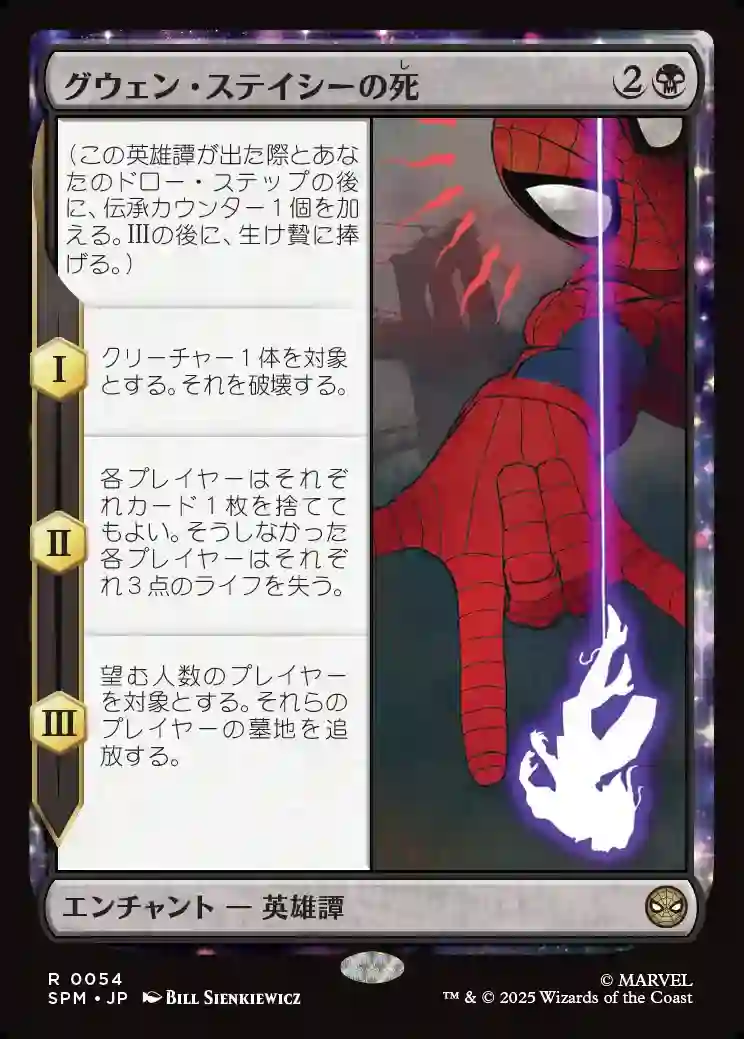 グウェン・ステイシーの死
し
2
(この英雄譚が出た際とあな
たのドロー・ステップの後
に、伝承カウンター1個を加
える。Ⅲの後に、生け贄に捧
げる。)
Ⅰ
クリーチャー1体を対象
とする。それを破壊する。
Ⅱ
各プレイヤーはそれぞ
れカード1枚を捨てて
もよい。そうしなかった
各プレイヤーはそれぞ
れ3点のライフを失う。
Ⅲ
望む人数のプレイヤー
を対象とする。それらの
プレイヤーの墓地を追
放する。
エンチャント — 英雄譚
R 0054
SPM • JP BILL SIENKIEWICZ
© MARVEL
™ & © 2025 Wizards of the Coast